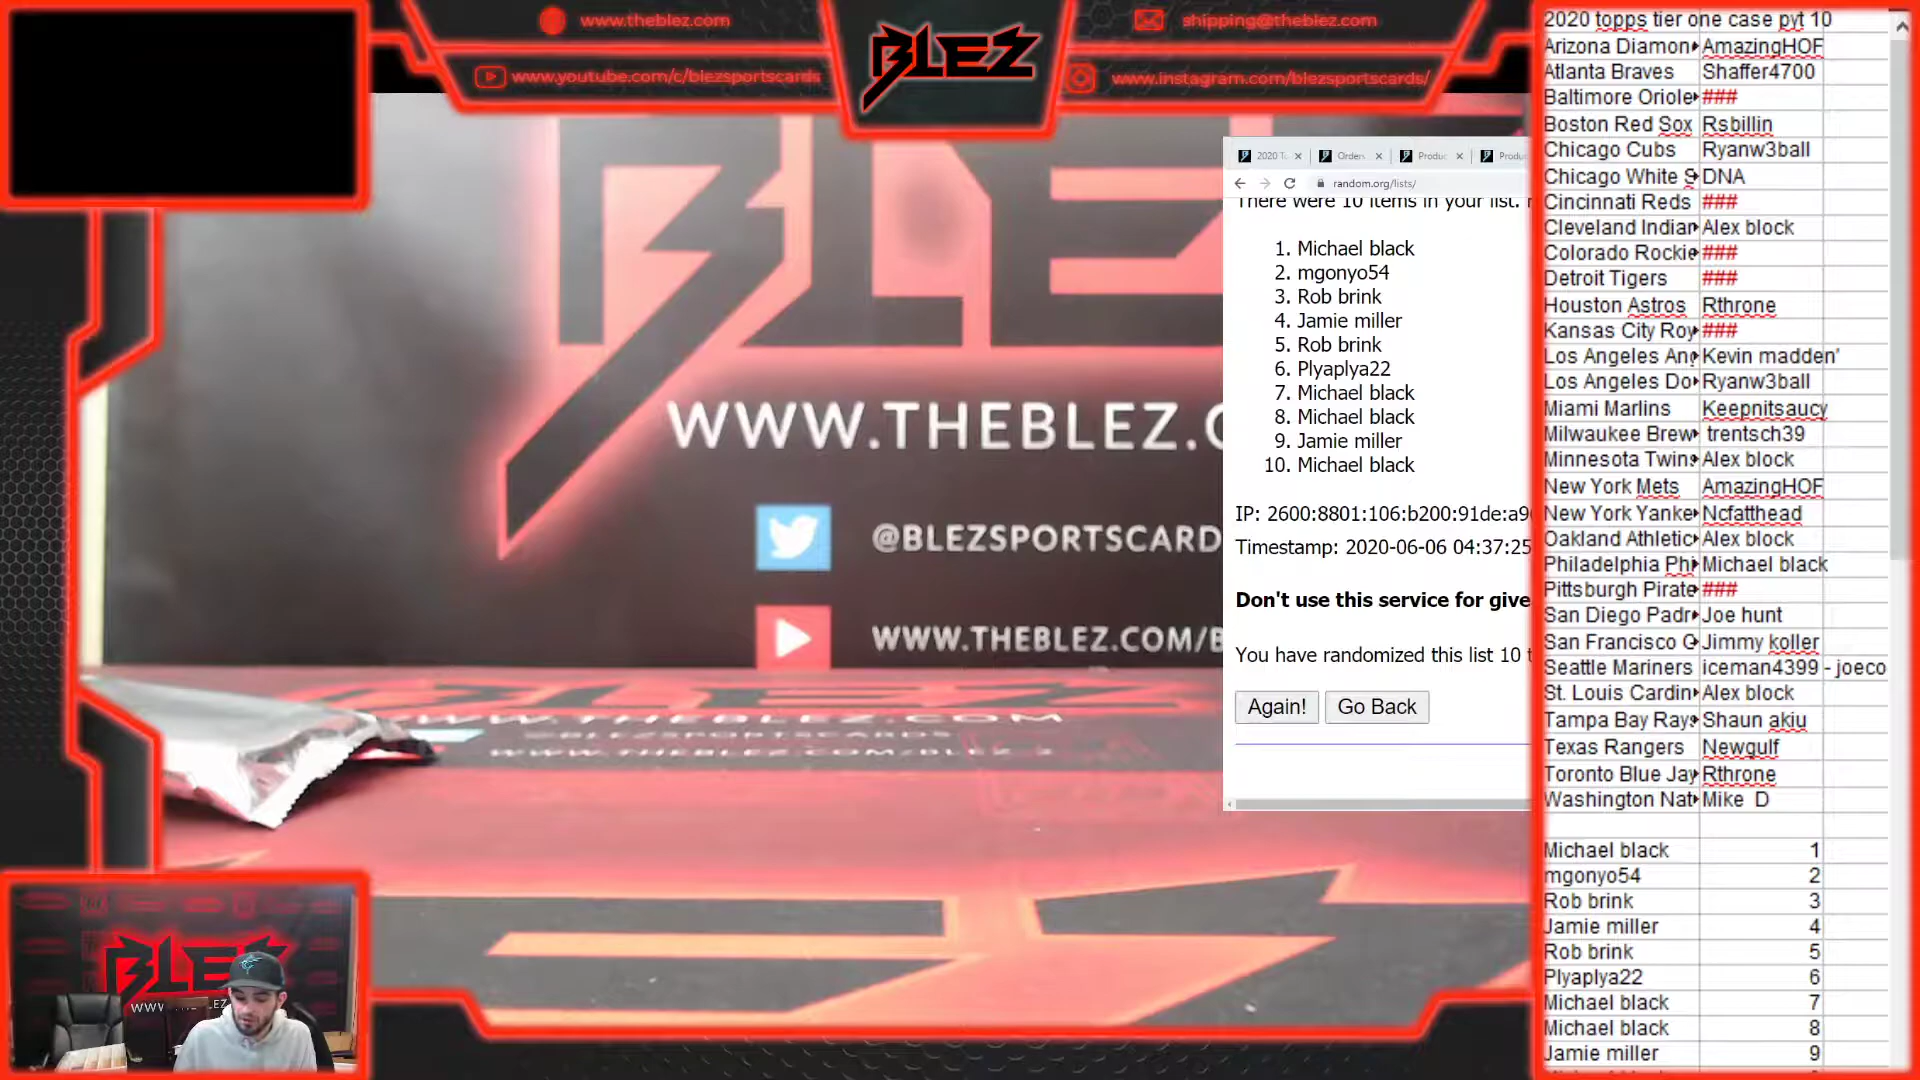 www.theblez.com
www.youtube.com/c/blezsportscards
BLEZ
shipping@theblez.com
www.instagram.com/blezsportscards/
WWW.THEBLEZ.C
@BLEZSPORTSCARD
WWW.THEBLEZ.COM/B
BLEZ
WWW.THEBLEZ.COM
@BLEZSPORTSCARDS
WWW.THEBLEZ.COM/BLEZ
BLEZ
random.org/lists/
There were 10 items in your list.
1. Michael black
2. mgonyo54
3. Rob brink
4. Jamie miller
5. Rob brink
6. Plyaplya22
7. Michael black
8. Michael black
9. Jamie miller
10. Michael black
IP: 2600:8801:106:b200:91de:a9
Timestamp: 2020-06-06 04:37:25
Don't use this service for give
You have randomized this list 10 t
Again! Go Back
2020 topps tier one case pyt 10
Arizona Diamon AmazingHOF
Atlanta Braves Shaffer4700
Baltimore Oriole ###
Boston Red Sox Rsbillin
Chicago Cubs Ryanw3ball
Chicago White S DNA
Cincinnati Reds ###
Cleveland Indian Alex block
Colorado Rockie ###
Detroit Tigers ###
Houston Astros Rthrone
Kansas City Roy ###
Los Angeles Ang Kevin madden'
Los Angeles Do Ryanw3ball
Miami Marlins Keepnitsaucy
Milwaukee Brew trentsch39
Minnesota Twins Alex block
New York Mets AmazingHOF
New York Yanke Ncfatthead
Oakland Athletic Alex block
Philadelphia Phi Michael black
Pittsburgh Pirate ###
San Diego Padr Joe hunt
San Francisco G Jimmy koller
Seattle Mariners iceman4399 - joeco
St. Louis Cardin Alex block
Tampa Bay Rays Shaun akiu
Texas Rangers Newgulf
Toronto Blue Jay Rthrone
Washington Nat Mike D
Michael black 1
mgonyo54 2
Rob brink 3
Jamie miller 4
Rob brink 5
Plyaplya22 6
Michael black 7
Michael black 8
Jamie miller 9